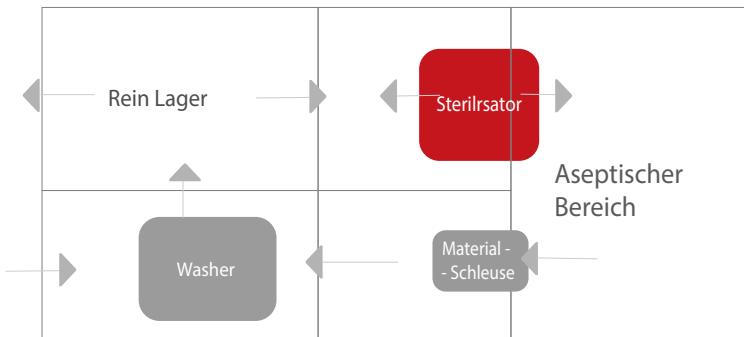 Rein Lager
Sterilrsator
Aseptischer
Bereich
Washer
Material -
- Schleuse